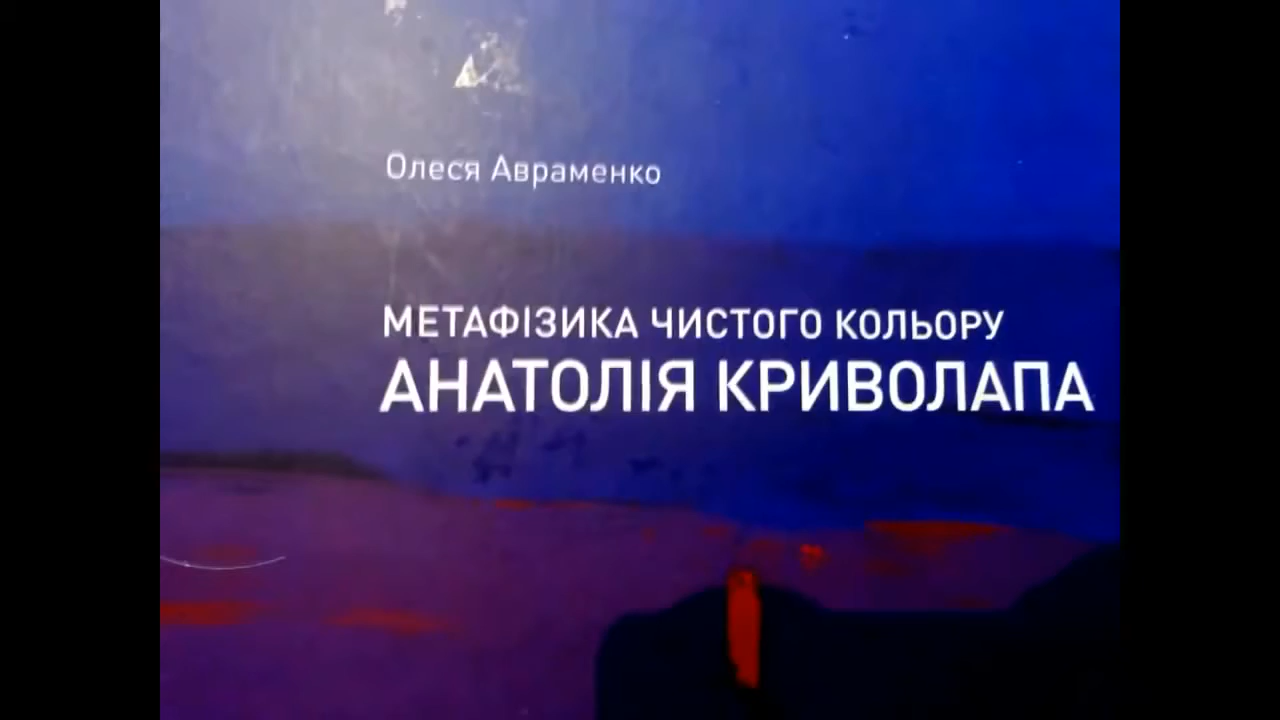 Олеся Авраменко
МЕТАФІЗИКА ЧИСТОГО КОЛЬОРУ
АНАТОЛІЯ КРИВОЛАПА